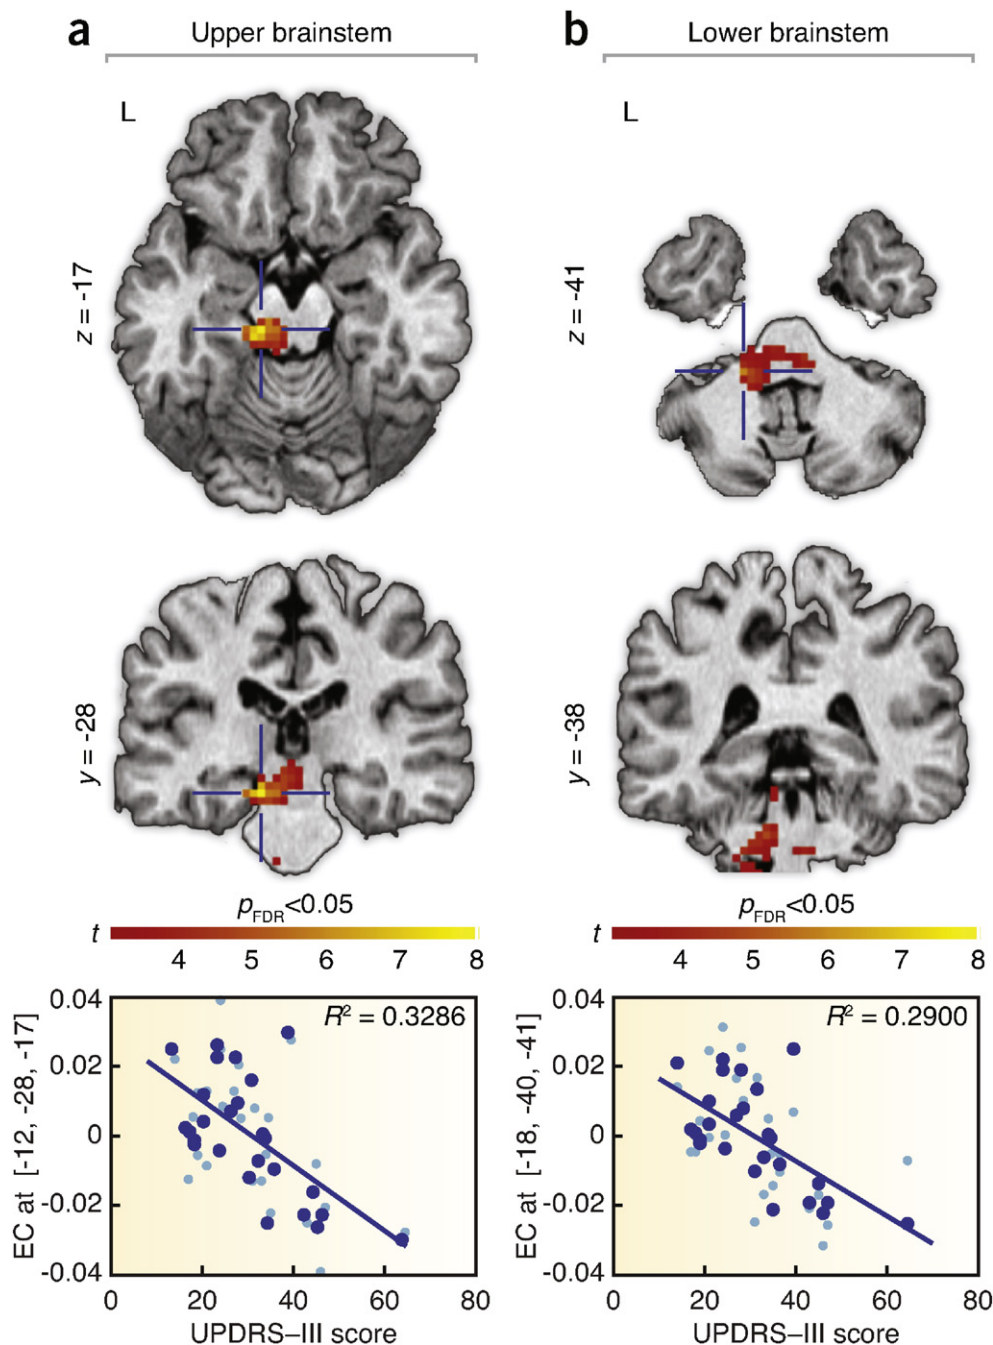 a Upper brainstem
b Lower brainstem
L
L
z = -17
z = -41
y = -28
y = -38
pFDR<0.05
pFDR<0.05
t
4 5 6 7 8
t
4 5 6 7 8
EC at [-12, -28, -17]
0.04
0.02
0
-0.02
-0.04
R² = 0.3286
0 20 40 60 80
UPDRS–III score
EC at [-18, -40, -41]
0.04
0.02
0
-0.02
-0.04
R² = 0.2900
0 20 40 60 80
UPDRS–III score